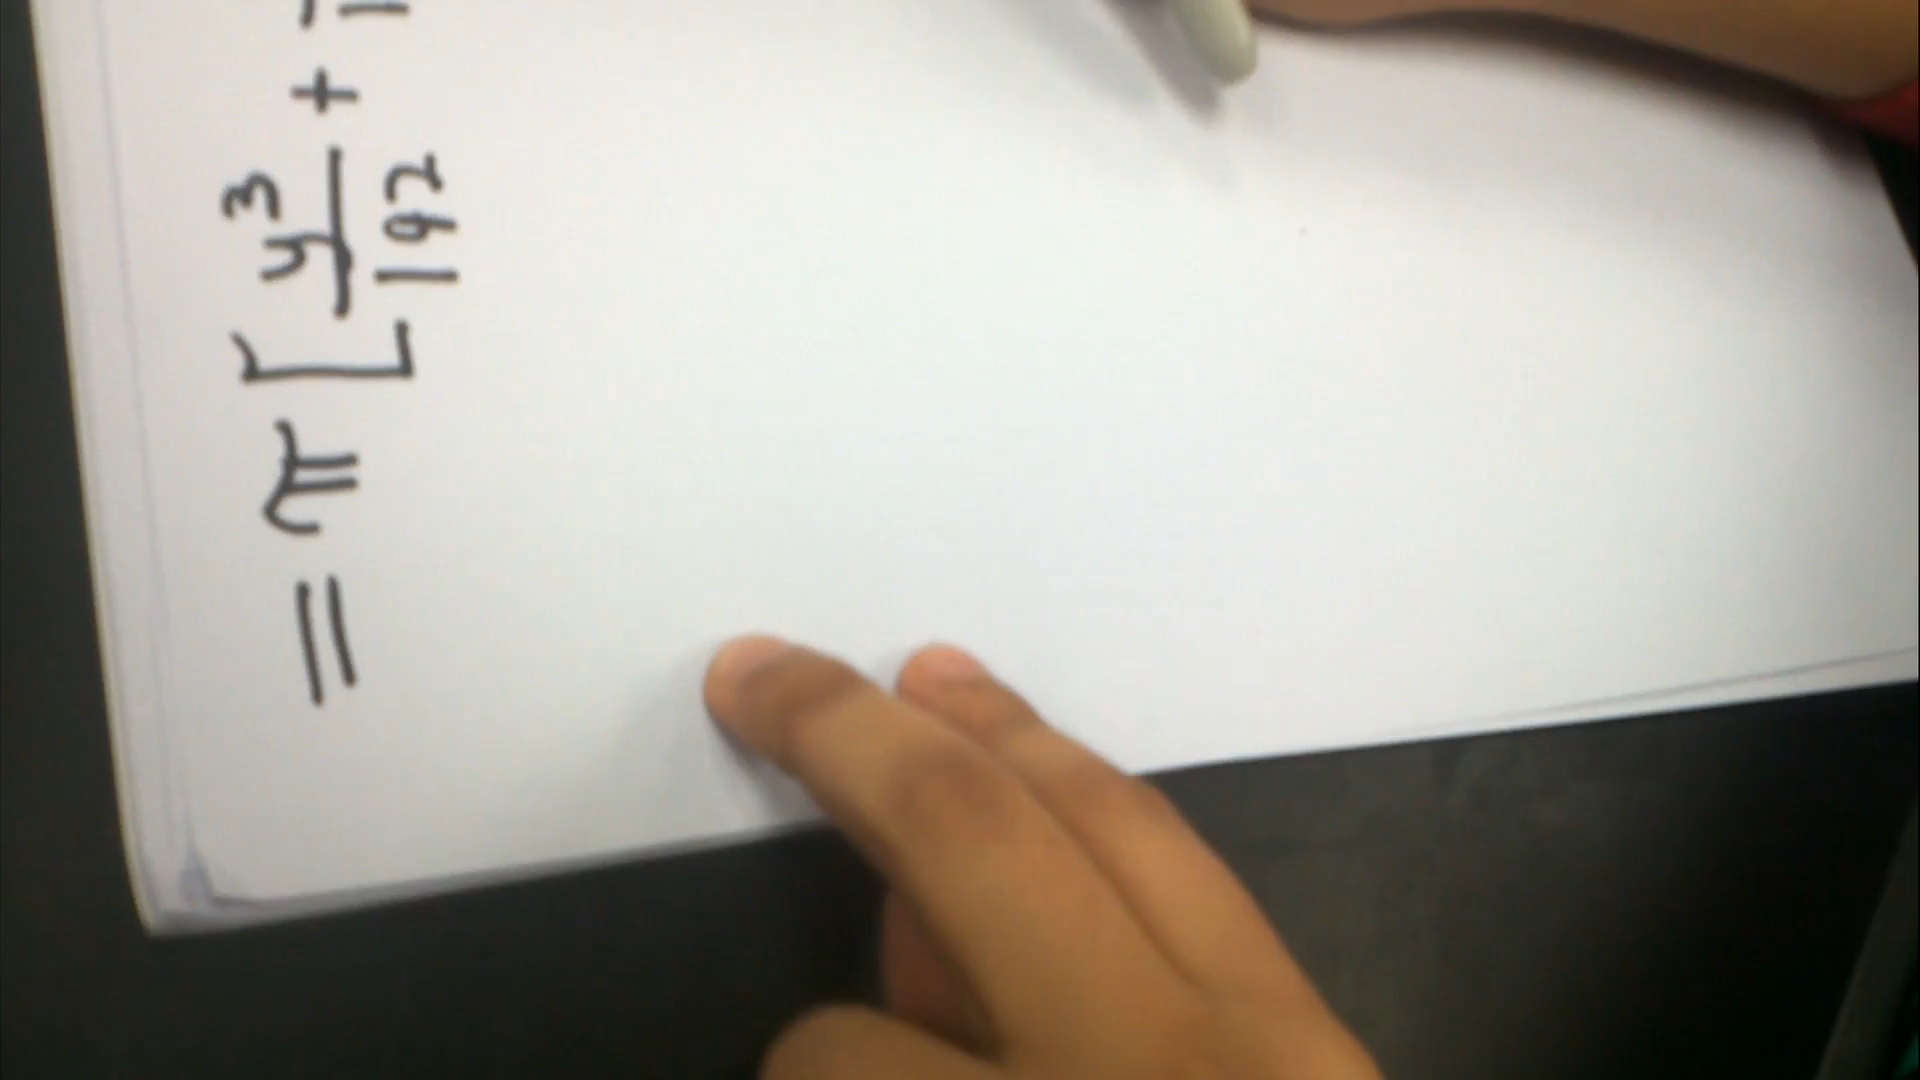 = π [ y³/192 +